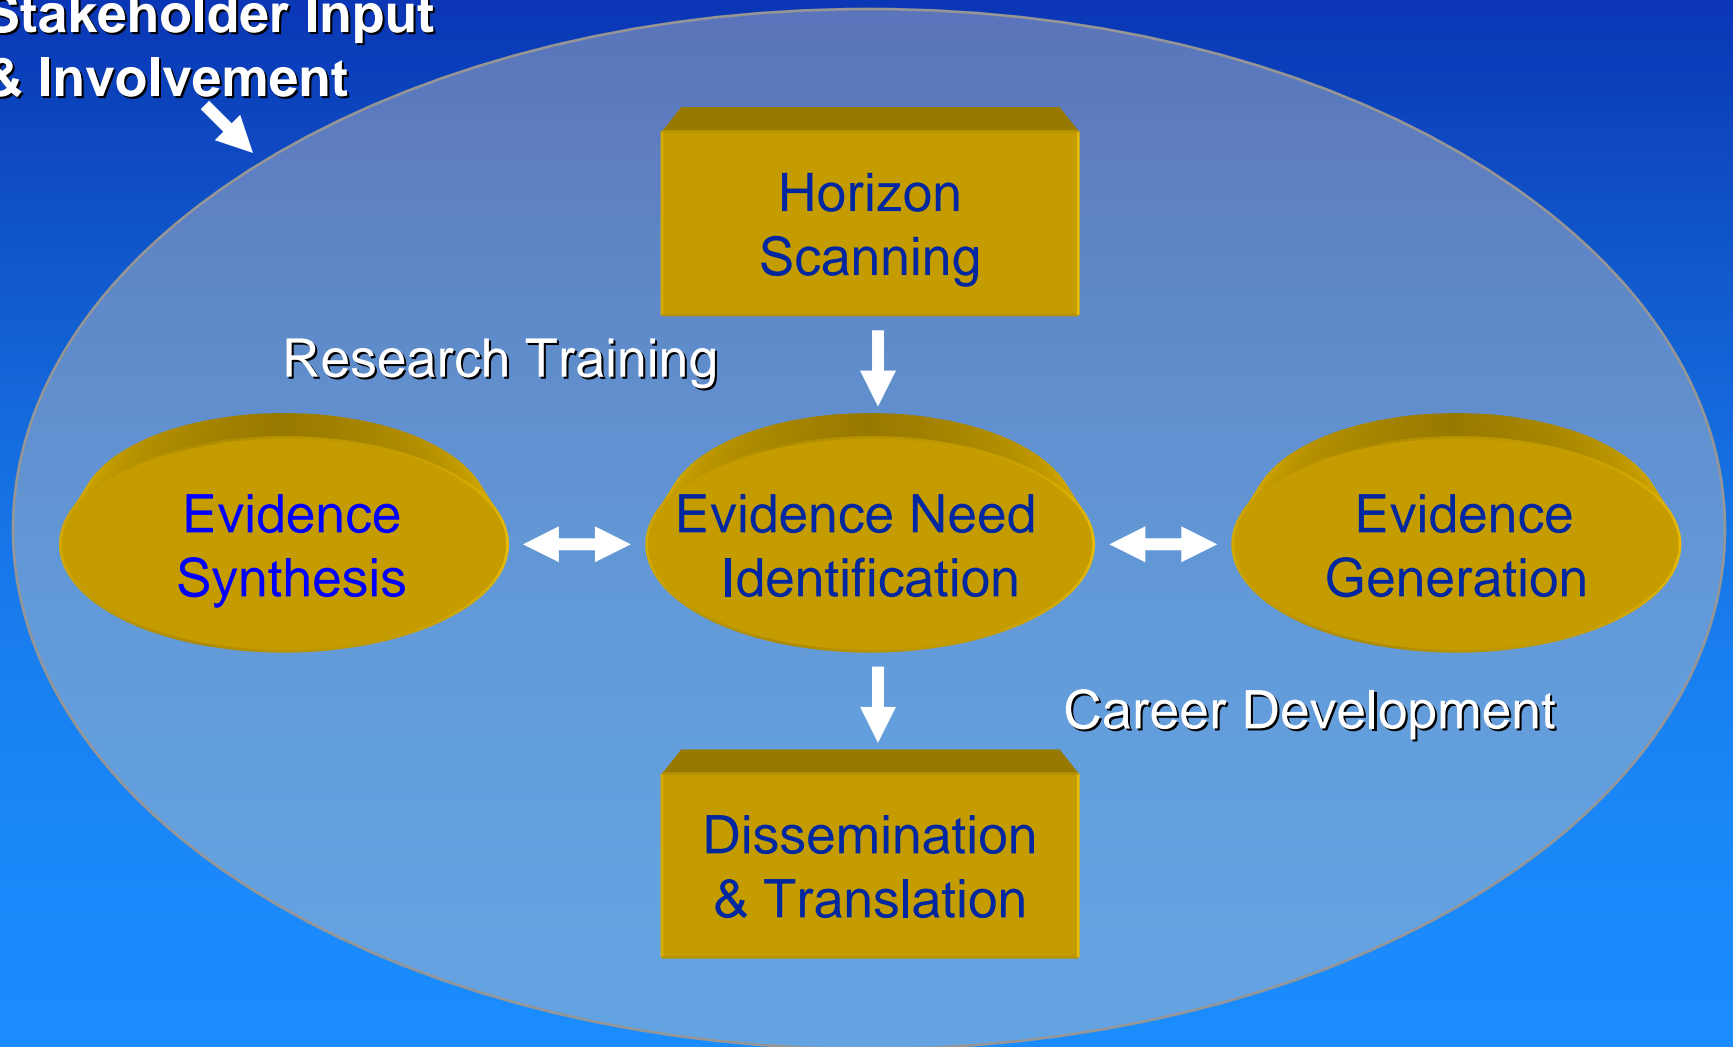 Stakeholder Input
& Involvement
Horizon
Scanning
Research Training
Evidence
Synthesis
Evidence Need
Identification
Evidence
Generation
Career Development
Dissemination
& Translation